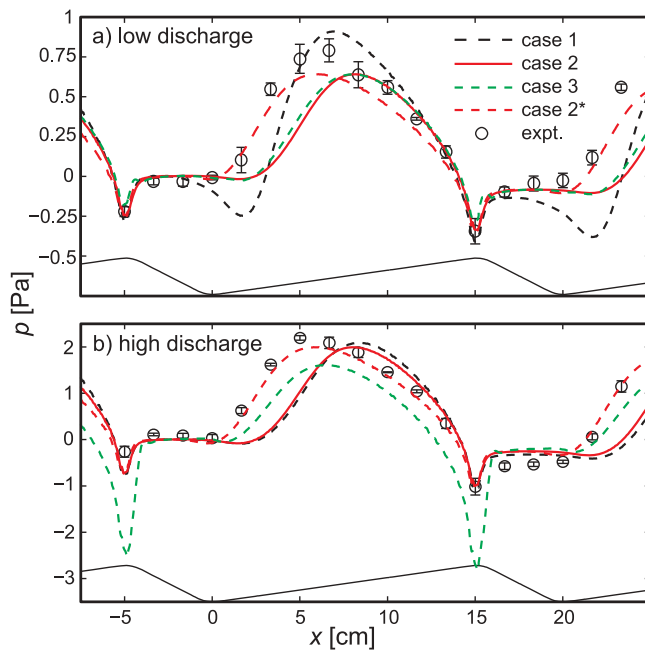 a) low discharge
case 1
case 2
case 3
case 2*
expt.
1
0.75
0.5
0.25
0
−0.25
−0.5
p [Pa]
b) high discharge
2
1
0
−1
−2
−3
−5
0
5
10
15
20
x [cm]